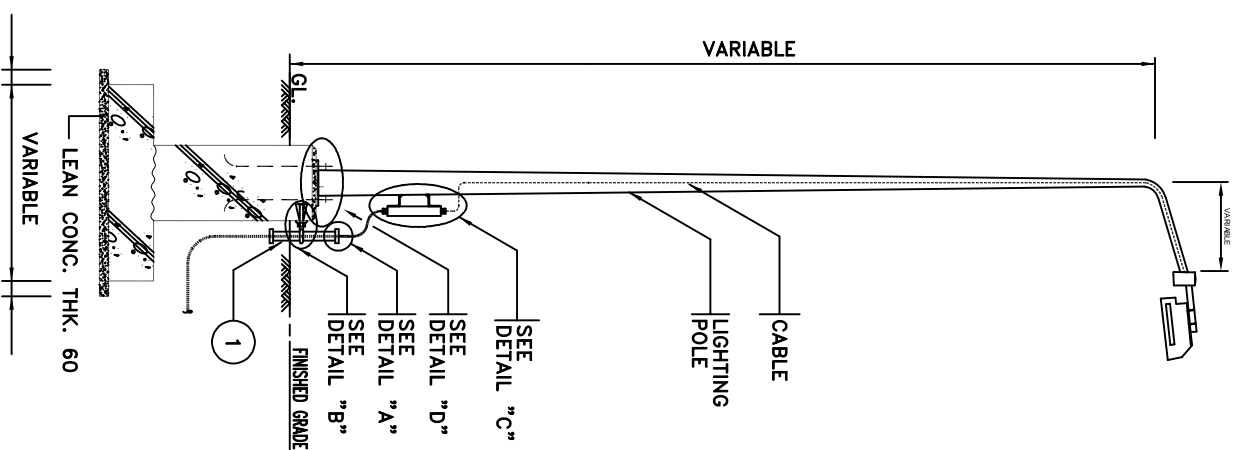 VARIABLE
VARIABLE
CABLE
LIGHTING
POLE
SEE
DETAIL "C"
SEE
DETAIL "D"
SEE
DETAIL "A"
SEE
DETAIL "B"
1
GL.
FINISHED GRADE
LEAN CONC. THK. 60
VARIABLE